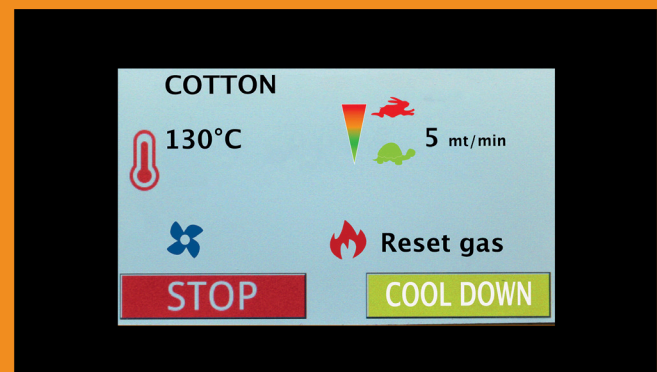 COTTON
130°C
5 mt/min
Reset gas
STOP
COOL DOWN